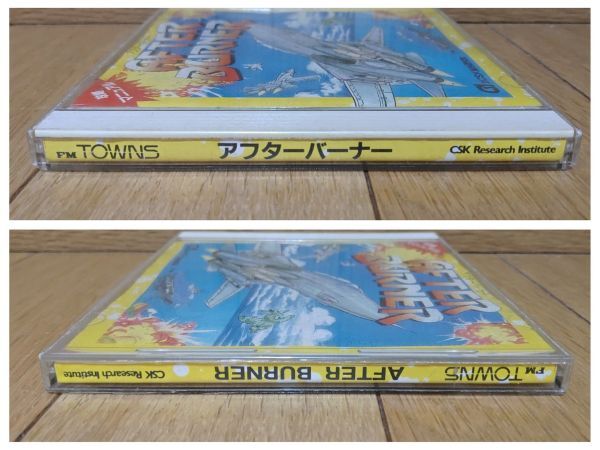 AFTER
BURNER
FM TOWNS アフターバーナー CSK Research Institute
AFTER
BURNER
FM TOWNS AFTER BURNER CSK Research Institute